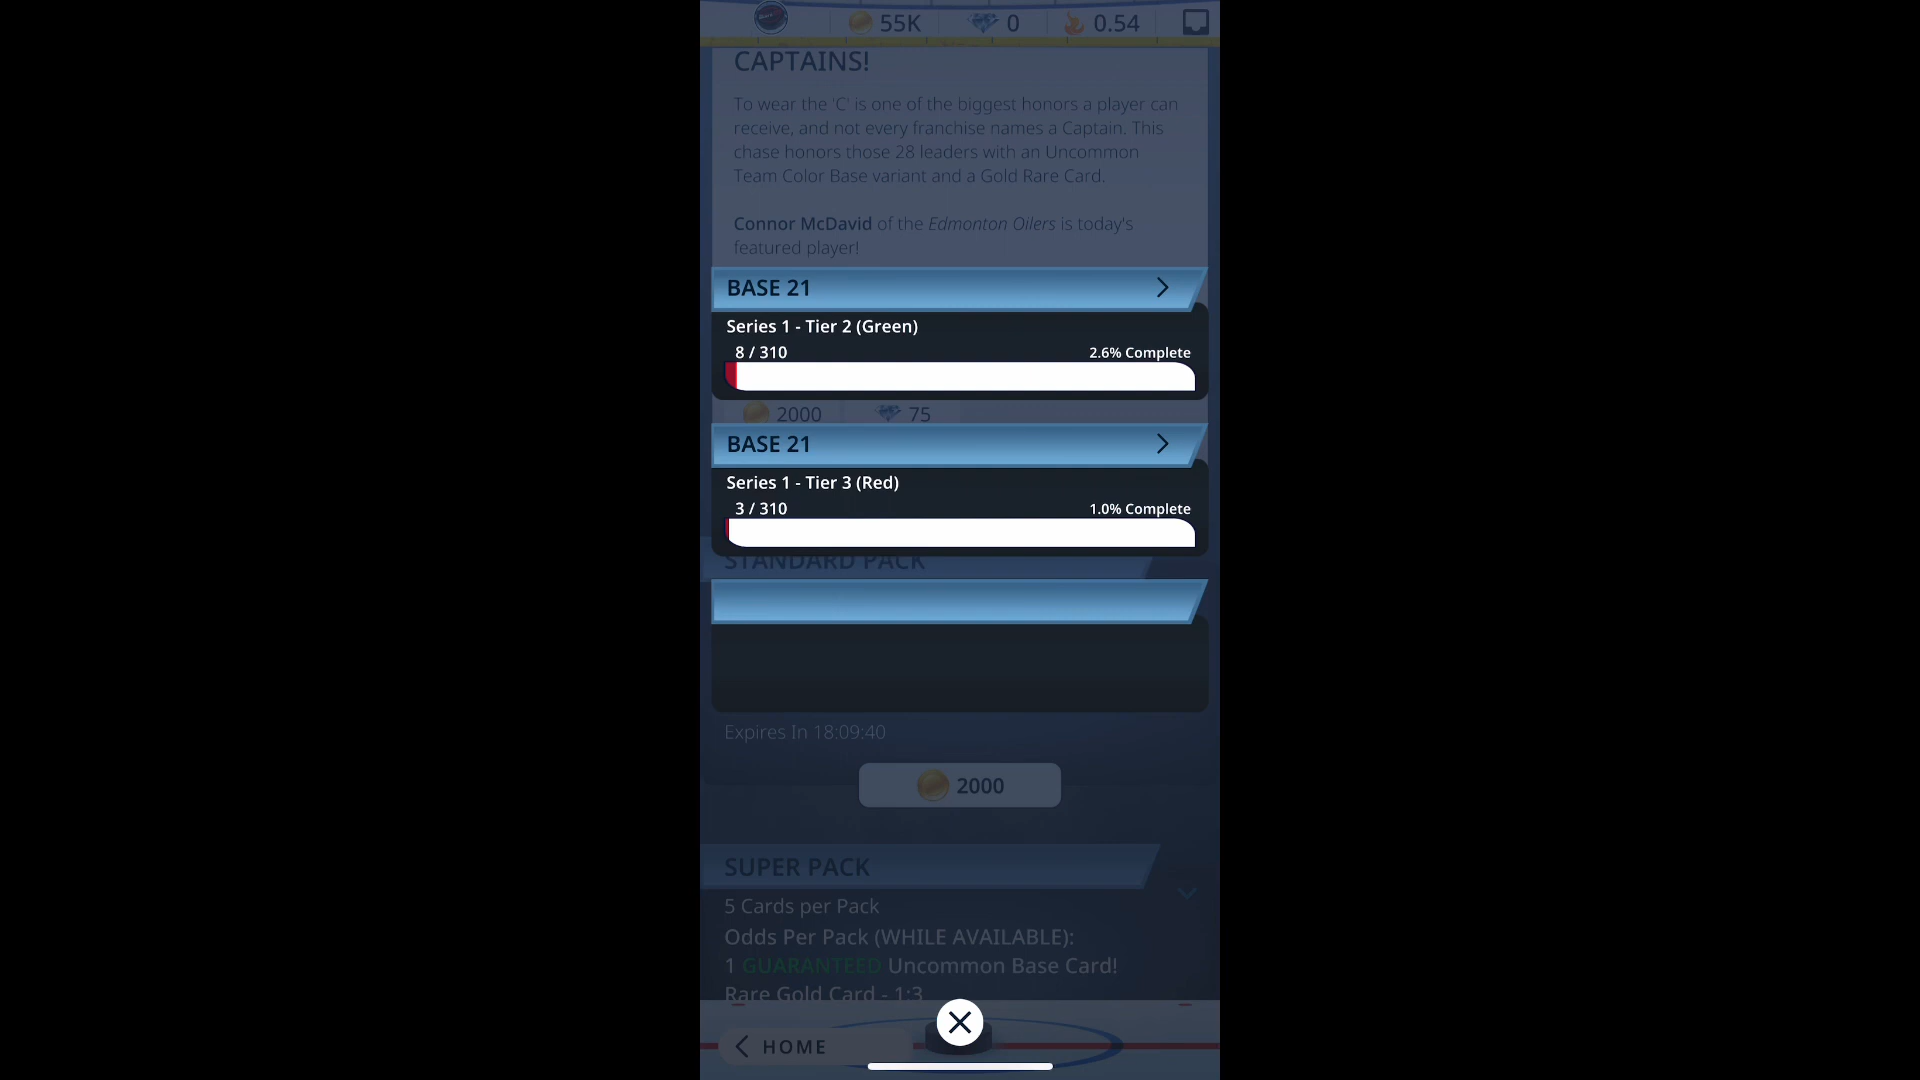 55K
0
0.54
CAPTAINS!
To wear the 'C' is one of the biggest honors a player can
receive, and not every franchise names a Captain. This
chase honors those 28 leaders with an Uncommon
Team Color Base variant and a Gold Rare Card.
Connor McDavid of the Edmonton Oilers is today's
featured player!
BASE 21
Series 1 - Tier 2 (Green)
8 / 310
2.6% Complete
2000
75
BASE 21
Series 1 - Tier 3 (Red)
3 / 310
1.0% Complete
STANDARD PACK
Expires In 18:09:40
2000
SUPER PACK
5 Cards per Pack
Odds Per Pack (WHILE AVAILABLE):
1 GUARANTEED Uncommon Base Card!
Rare Gold Card - 1:3
HOME